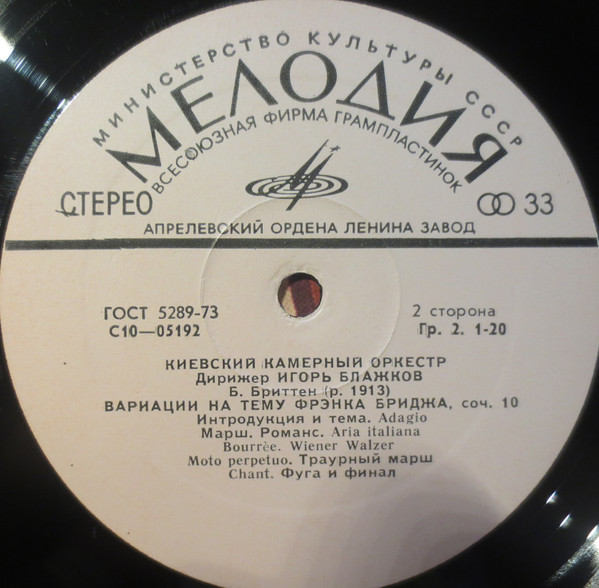 МИНИСТЕРСТВО КУЛЬТУРЫ СССР
МЕЛОДИЯ
ВСЕСОЮЗНАЯ ФИРМА ГРАМПЛАСТИНОК
СТЕРЕО
33
АПРЕЛЕВСКИЙ ОРДЕНА ЛЕНИНА ЗАВОД
ГОСТ 5289-73
2 сторона
С10—05192
Гр. 2. 1-20
КИЕВСКИЙ КАМЕРНЫЙ ОРКЕСТР
Дирижер ИГОРЬ БЛАЖКОВ
Б. Бриттен (р. 1913)
ВАРИАЦИИ НА ТЕМУ ФРЭНКА БРИДЖА, соч. 10
Интродукция и тема. Adagio
Марш. Романс. Aria italiana
Bourrèe. Wiener Walzer
Moto perpetuo. Траурный марш
Chant. Фуга и финал